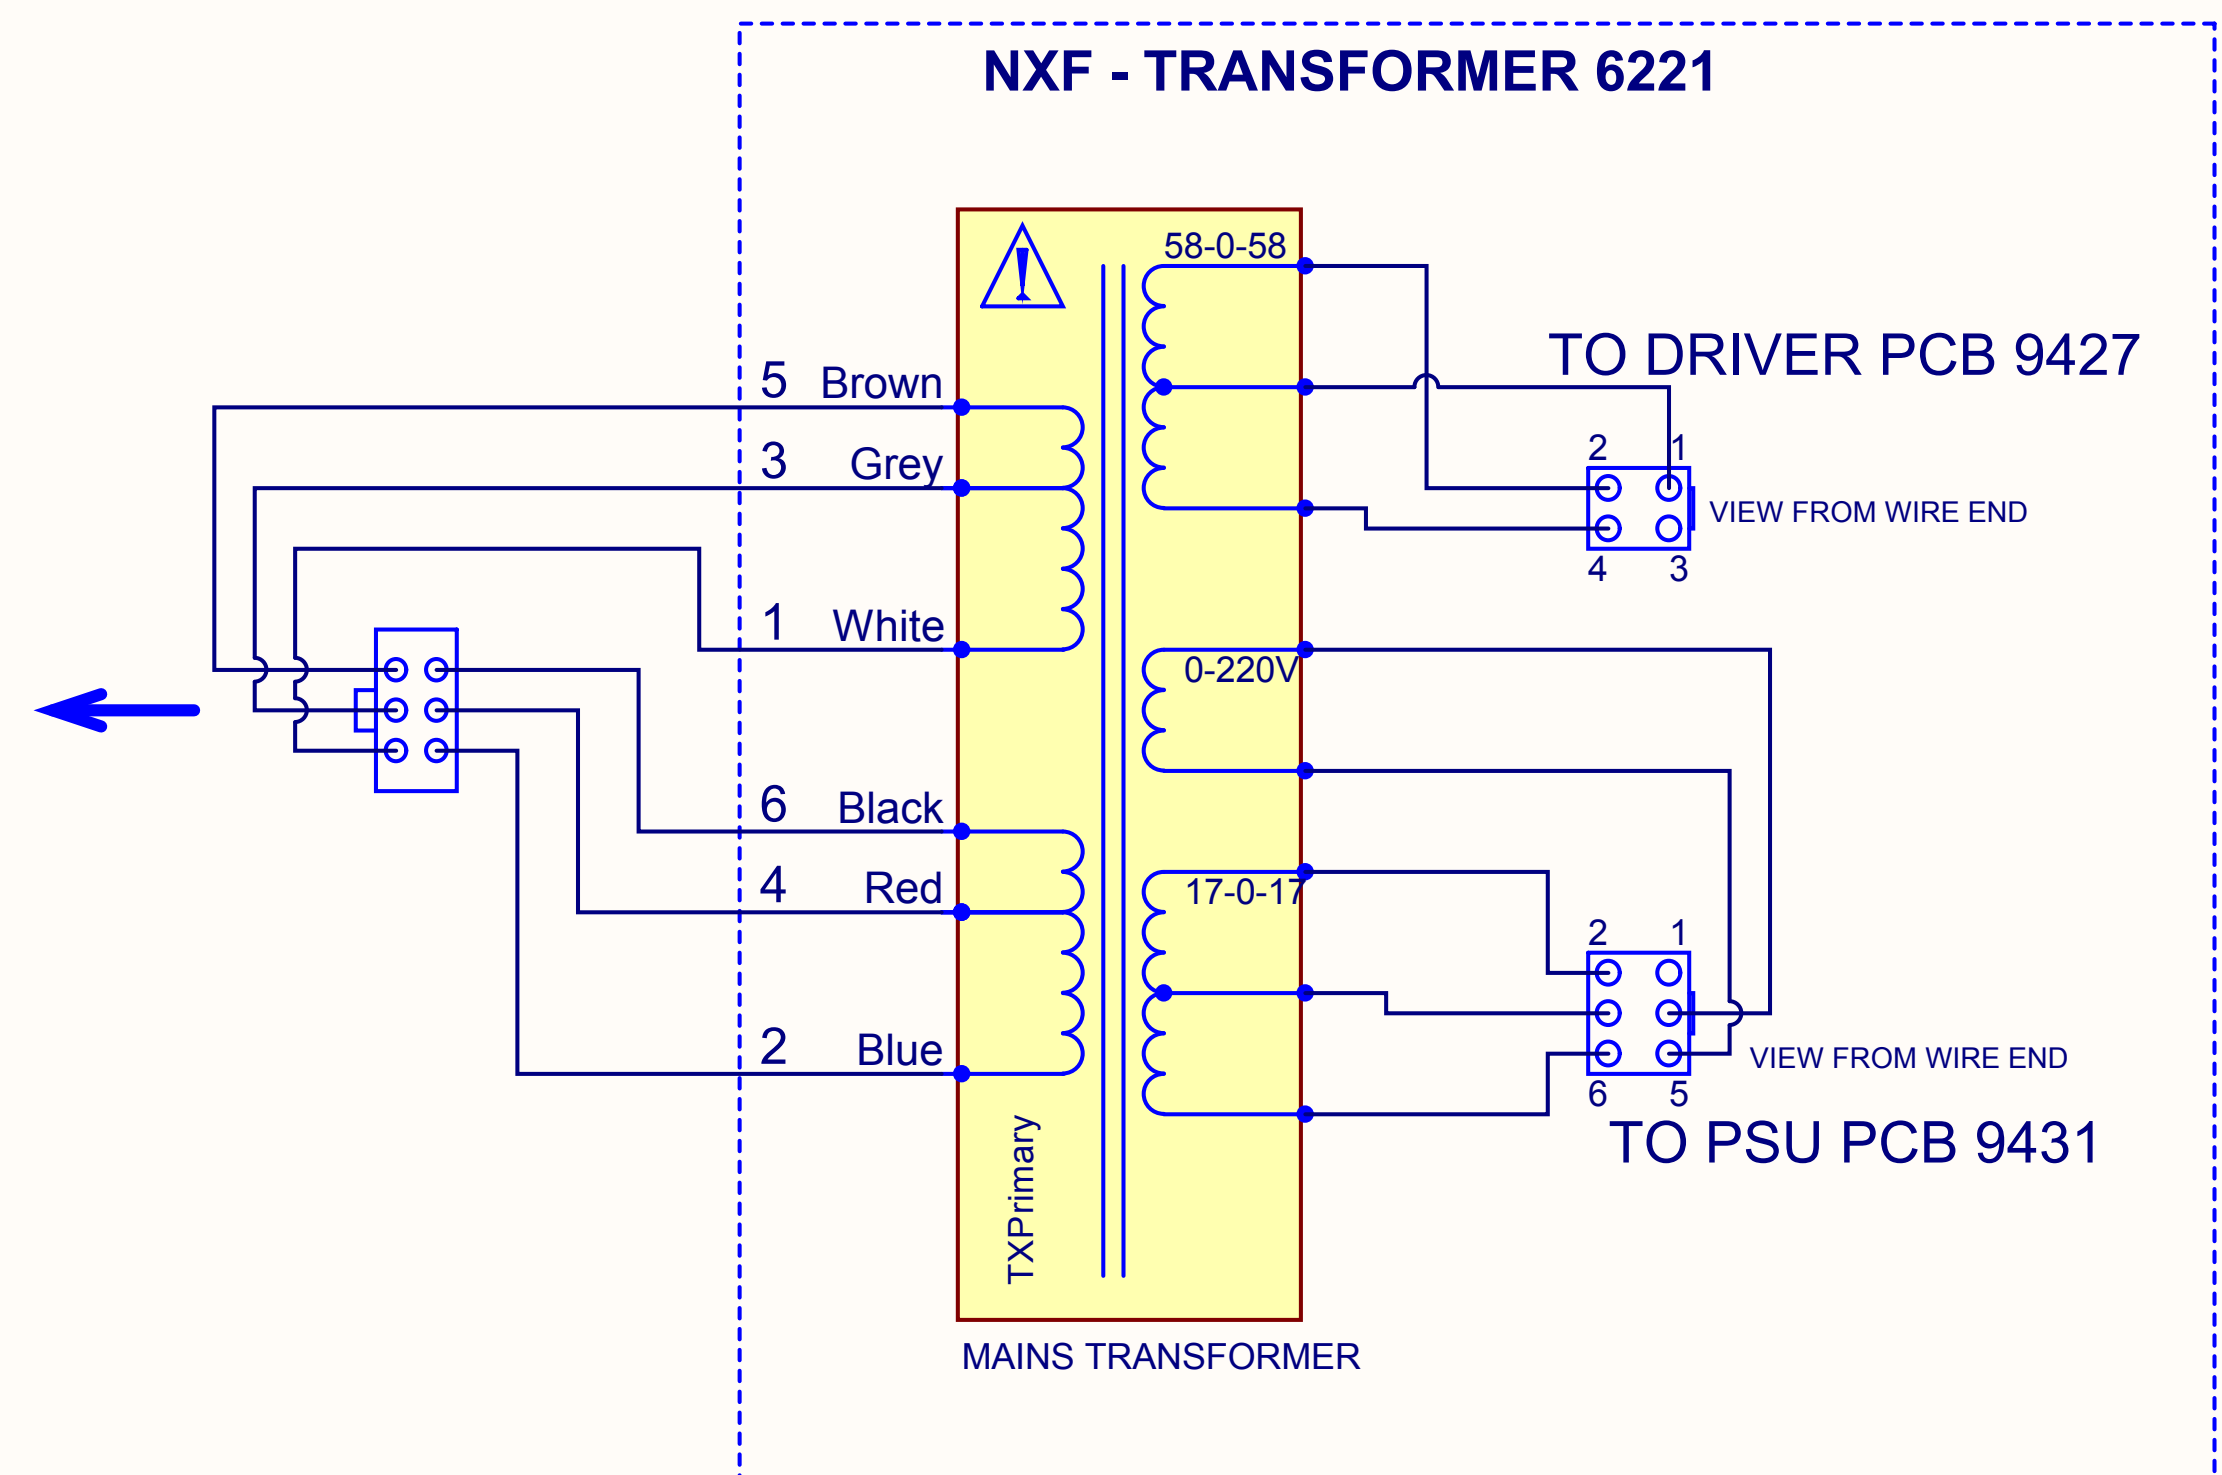 NXF - TRANSFORMER 6221
58-0-58
TO DRIVER PCB 9427
5 Brown
2 1
3 Grey
VIEW FROM WIRE END
4 3
1 White
0-220V
6 Black
4 Red
17-0-17
2 1
2 Blue
VIEW FROM WIRE END
6 5
TO PSU PCB 9431
TXPrimary
MAINS TRANSFORMER